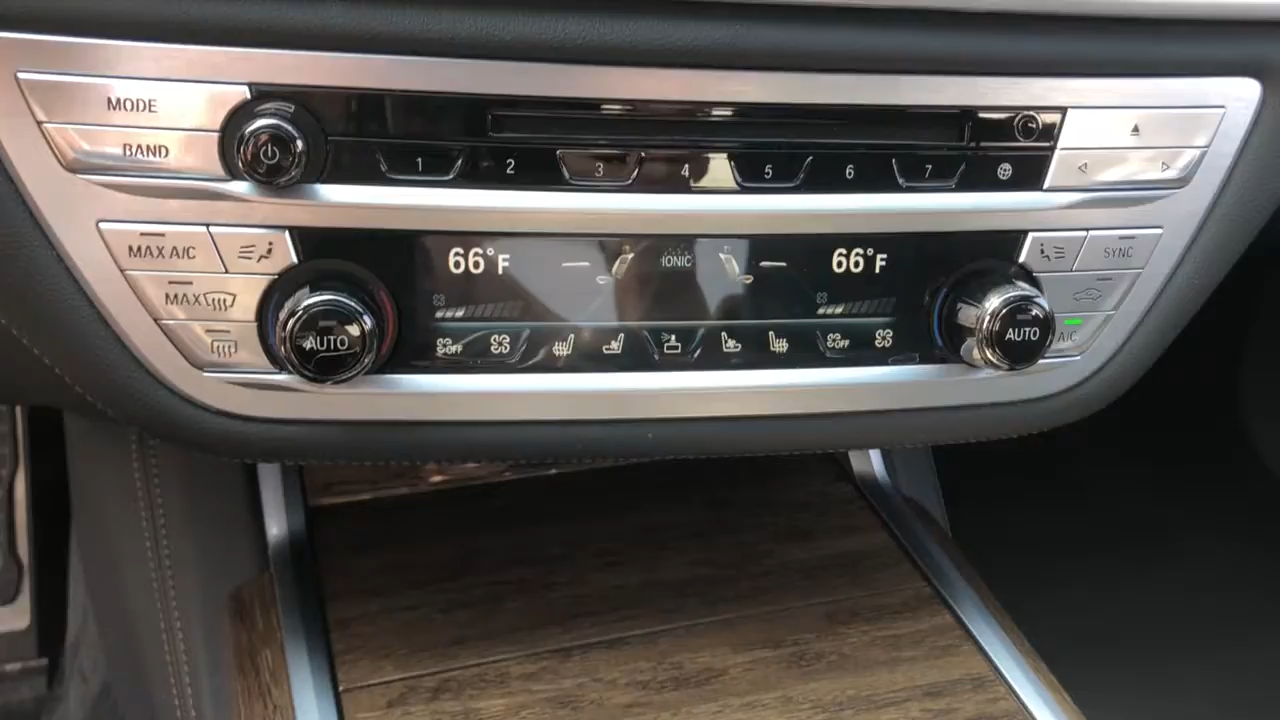 MODE
BAND
1 2 3 4 5 6 7
MAX A/C
66°F
IONIC
66°F
SYNC
MAX
AUTO
OFF
OFF
AUTO
A/C